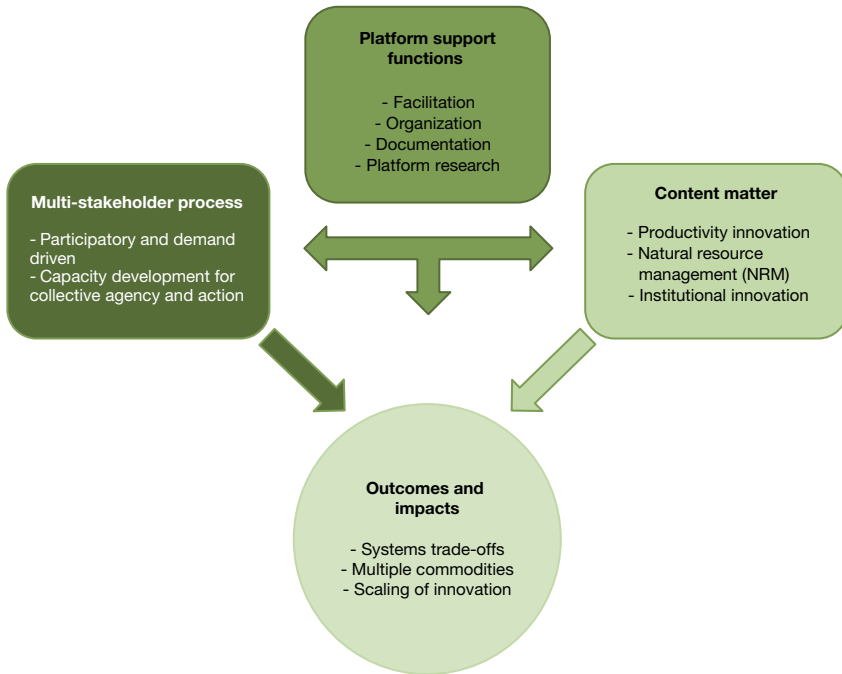 Platform support
functions
- Facilitation
- Organization
- Documentation
- Platform research
Multi-stakeholder process
- Participatory and demand
driven
- Capacity development for
collective agency and action
Content matter
- Productivity innovation
- Natural resource
management (NRM)
- Institutional innovation
Outcomes and
impacts
- Systems trade-offs
- Multiple commodities
- Scaling of innovation